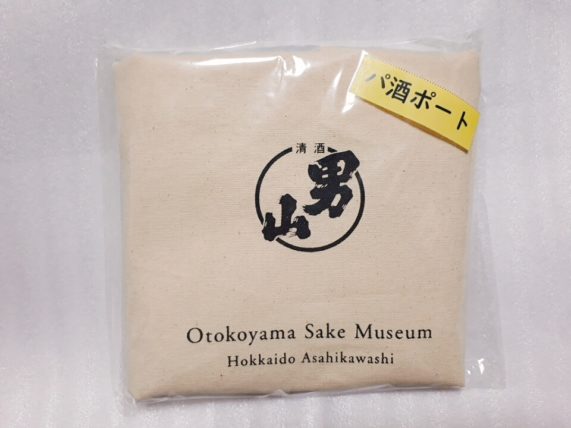 パ酒ポート
清酒
男山
Otokoyama Sake Museum
Hokkaido Asahikawashi